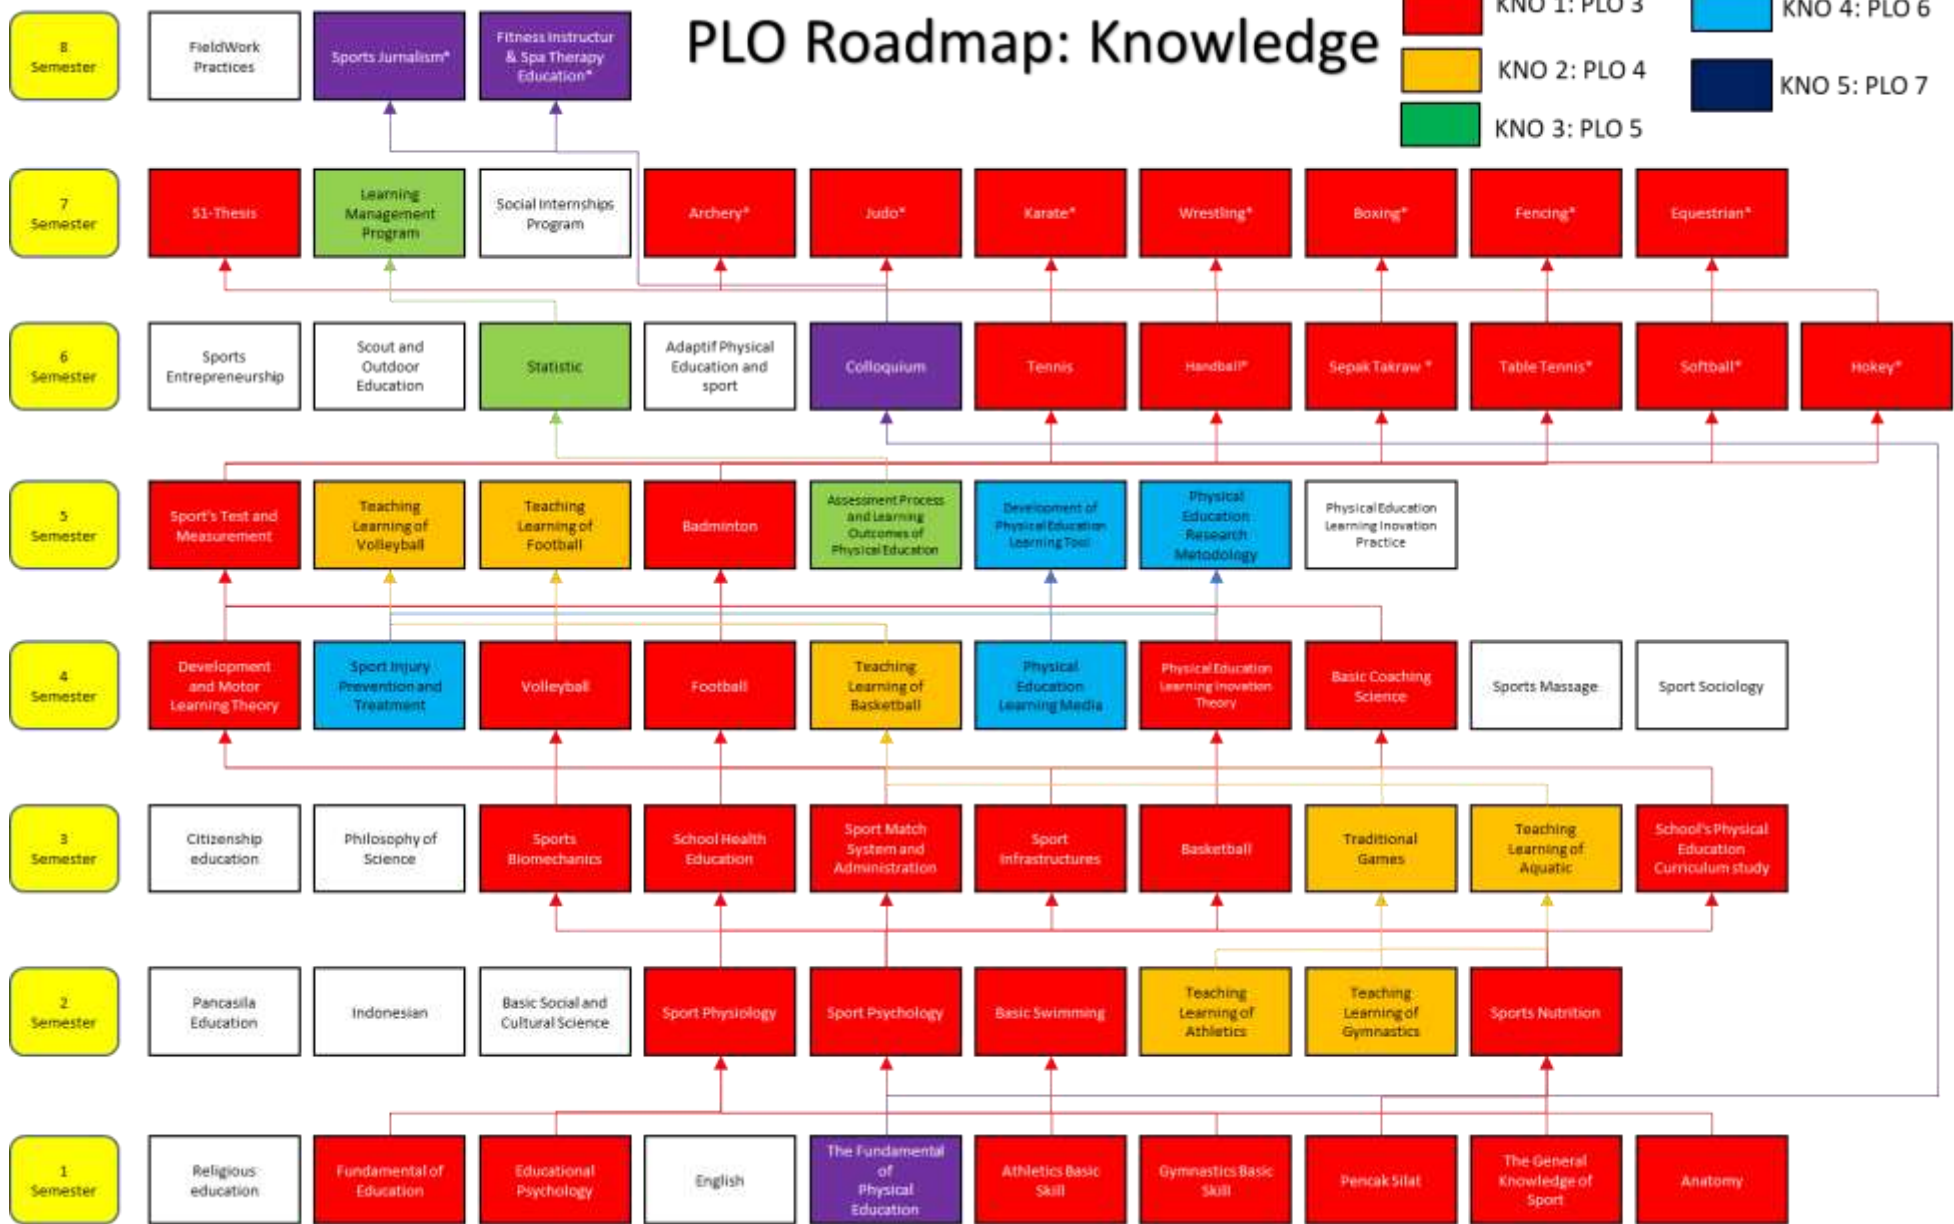 PLO Roadmap: Knowledge
KNO 1: PLO 3
KNO 2: PLO 4
KNO 3: PLO 5
KNO 4: PLO 6
KNO 5: PLO 7
8
Semester
FieldWork
Practices
Sports Jurnalism*
Fitness Instructur
& Spa Therapy
Education*
7
Semester
S1-Thesis
Learning
Management
Program
Social Internships
Program
Archery*
Judo*
Karate*
Wrestling*
Boxing*
Fencing*
Equestrian*
6
Semester
Sports
Entrepreneurship
Scout and
Outdoor
Education
Statistic
Adaptif Physical
Education and
sport
Colloquium
Tennis
Handball*
Sepak Takraw *
Table Tennis*
Softball*
Hokey*
5
Semester
Sport's Test and
Measurement
Teaching
Learning of
Volleyball
Teaching
Learning of
Football
Badminton
Assessment Process
and Learning
Outcomes of
Physical Education
Development of
Physical Education
Learning Tool
Physical
Education
Research
Metodology
Physical Education
Learning Inovation
Practice
4
Semester
Development
and Motor
Learning Theory
Sport Injury
Prevention and
Treatment
Volleyball
Football
Teaching
Learning of
Basketball
Physical
Education
Learning Media
Physical Education
Learning Inovation
Theory
Basic Coaching
Science
Sports Massage
Sport Sociology
3
Semester
Citizenship
education
Philosophy of
Science
Sports
Biomechanics
School Health
Education
Sport Match
System and
Administration
Sport
Infrastructures
Basketball
Traditional
Games
Teaching
Learning of
Aquatic
School's Physical
Education
Curriculum study
2
Semester
Pancasila
Education
Indonesian
Basic Social and
Cultural Science
Sport Physiology
Sport Psychology
Basic Swimming
Teaching
Learning of
Athletics
Teaching
Learning of
Gymnastics
Sports Nutrition
1
Semester
Religious
education
Fundamental of
Education
Educational
Psychology
English
The Fundamental
of
Physical
Education
Athletics Basic
Skill
Gymnastics Basic
Skill
Pencak Silat
The General
Knowledge of
Sport
Anatomy